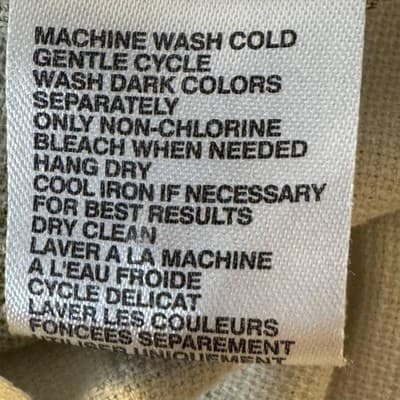 MACHINE WASH COLD
GENTLE CYCLE
WASH DARK COLORS
SEPARATELY
ONLY NON-CHLORINE
BLEACH WHEN NEEDED
HANG DRY
COOL IRON IF NECESSARY
FOR BEST RESULTS
DRY CLEAN
LAVER A LA MACHINE
A L'EAU FROIDE
CYCLE DELICAT
LAVER LES COULEURS
FONCEES SEPAREMENT
UTILISER UNIQUEMENT